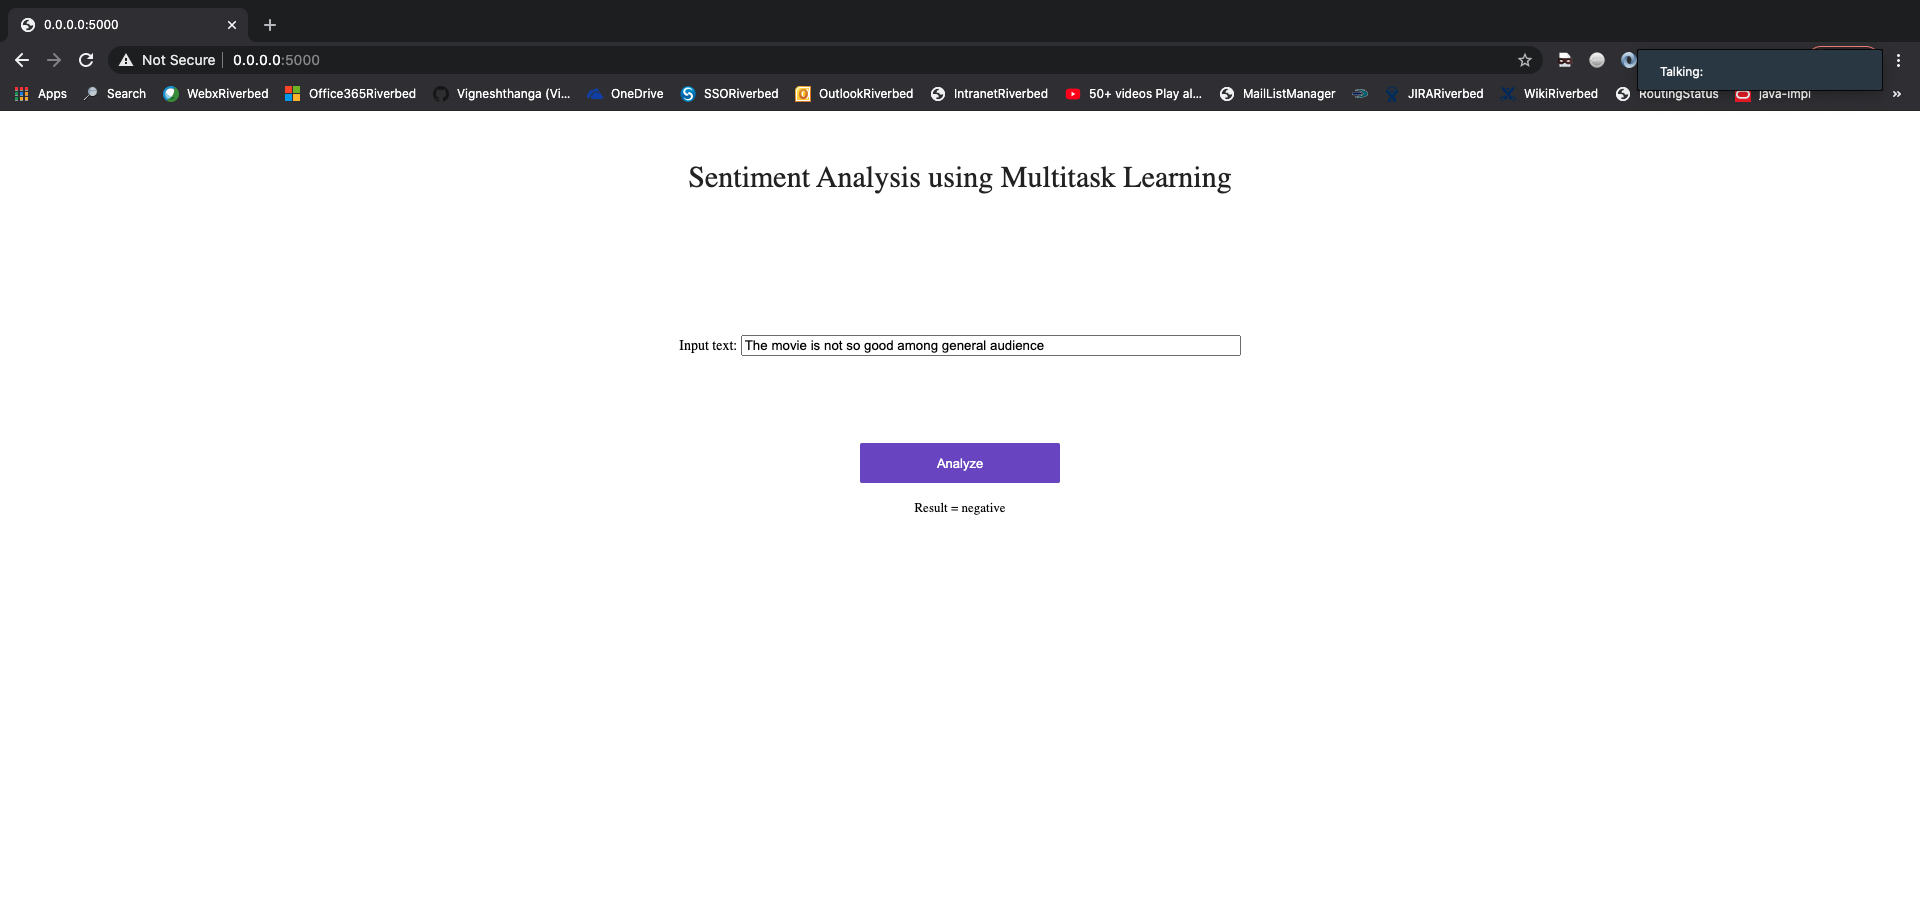 0.0.0.0:5000
Not Secure
0.0.0.0:5000
Talking:
Apps
Search
WebxRiverbed
Office365Riverbed
Vigneshthanga (Vi...
OneDrive
SSORiverbed
OutlookRiverbed
IntranetRiverbed
50+ videos Play al...
MailListManager
JIRARiverbed
WikiRiverbed
RoutingStatus
java-impl
»
Sentiment Analysis using Multitask Learning
Input text: The movie is not so good among general audience
Analyze
Result = negative